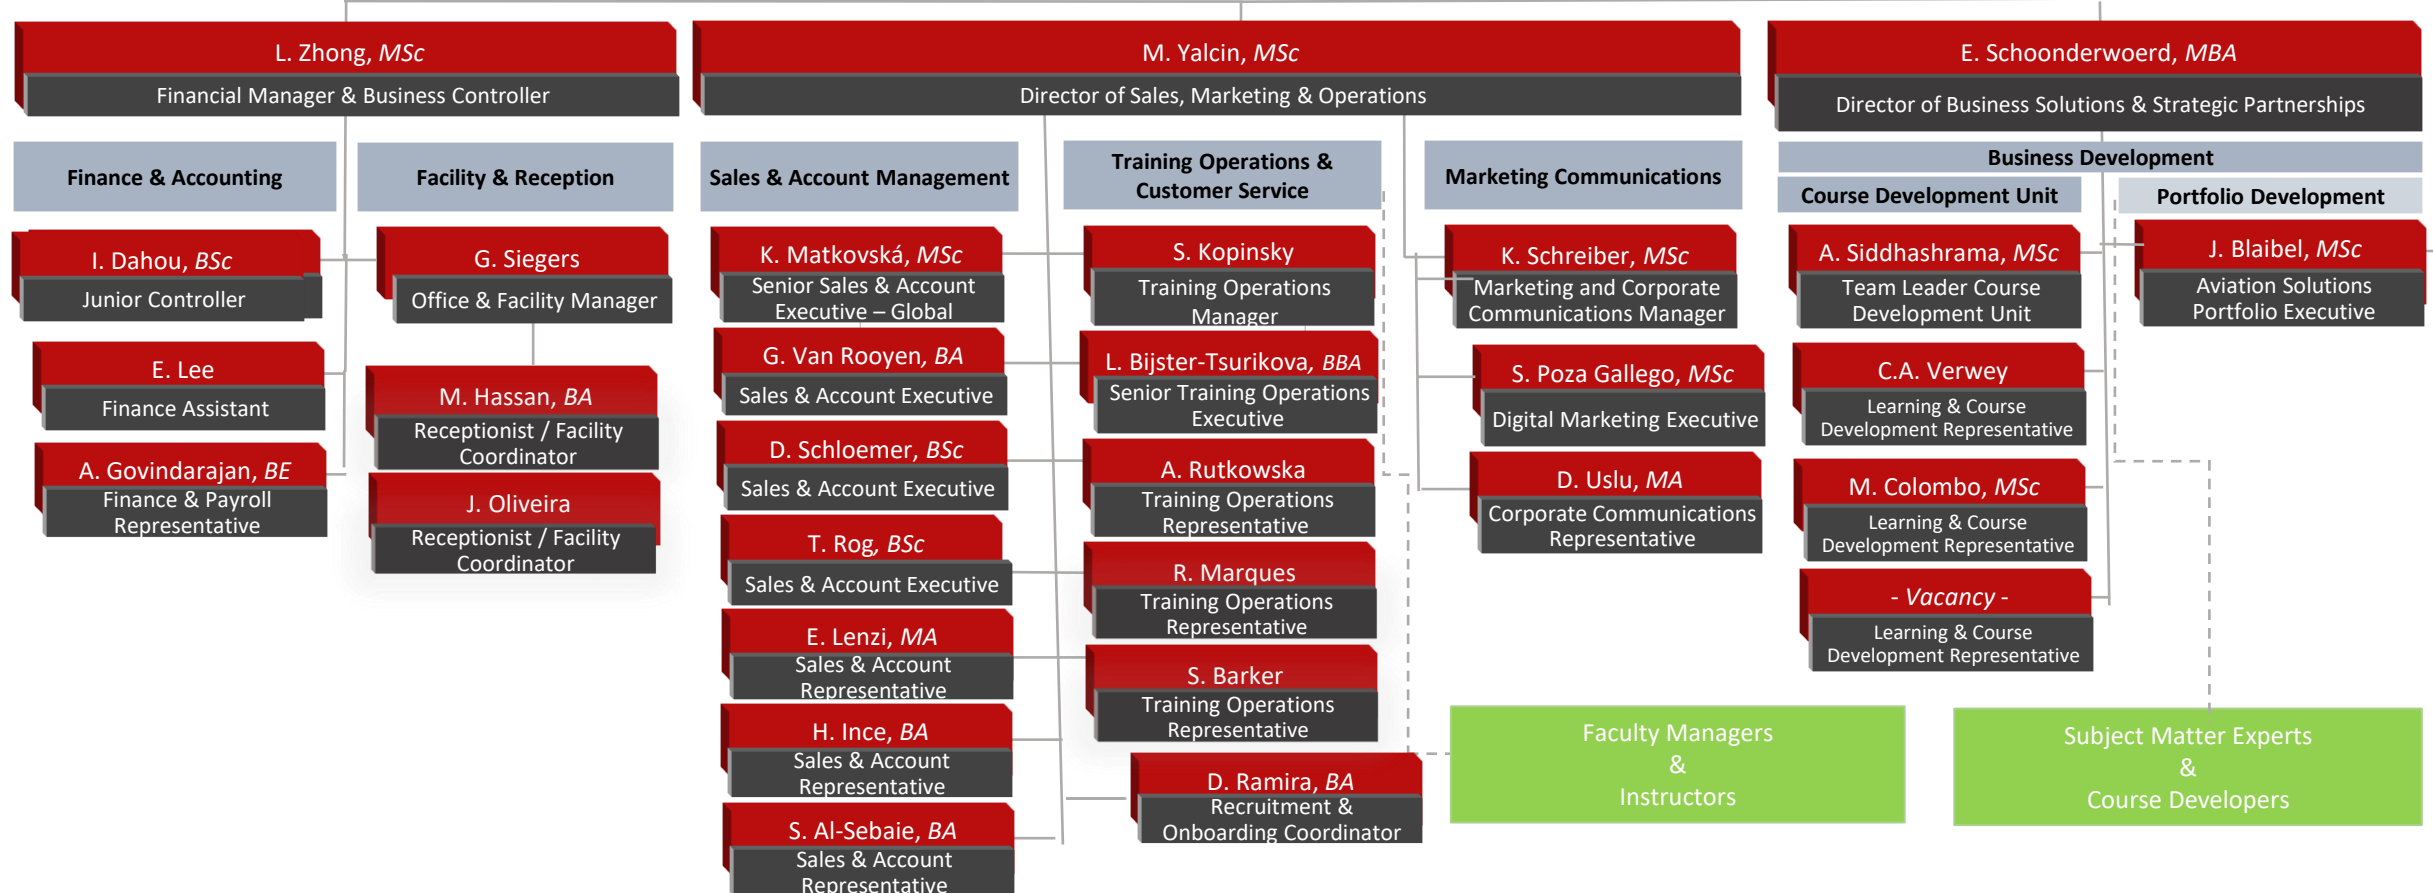 L. Zhong, MSc
Financial Manager & Business Controller
M. Yalcin, MSc
Director of Sales, Marketing & Operations
E. Schoonderwoerd, MBA
Director of Business Solutions & Strategic Partnerships
Finance & Accounting
I. Dahou, BSc
Junior Controller
E. Lee
Finance Assistant
A. Govindarajan, BE
Finance & Payroll
Representative
Facility & Reception
G. Siegers
Office & Facility Manager
M. Hassan, BA
Receptionist / Facility
Coordinator
J. Oliveira
Receptionist / Facility
Coordinator
Sales & Account Management
K. Matkovská, MSc
Senior Sales & Account
Executive – Global
G. Van Rooyen, BA
Sales & Account Executive
D. Schloemer, BSc
Sales & Account Executive
T. Rog, BSc
Sales & Account Executive
E. Lenzi, MA
Sales & Account
Representative
H. Ince, BA
Sales & Account
Representative
S. Al-Sebaie, BA
Sales & Account
Representative
Training Operations &
Customer Service
S. Kopinsky
Training Operations
Manager
L. Bijster-Tsurikova, BBA
Senior Training Operations
Executive
A. Rutkowska
Training Operations
Representative
R. Marques
Training Operations
Representative
S. Barker
Training Operations
Representative
D. Ramira, BA
Recruitment &
Onboarding Coordinator
Marketing Communications
K. Schreiber, MSc
Marketing and Corporate
Communications Manager
S. Poza Gallego, MSc
Digital Marketing Executive
D. Uslu, MA
Corporate Communications
Representative
Faculty Managers
&
Instructors
Business Development
Course Development Unit
A. Siddhashrama, MSc
Team Leader Course
Development Unit
C.A. Verwey
Learning & Course
Development Representative
M. Colombo, MSc
Learning & Course
Development Representative
- Vacancy -
Learning & Course
Development Representative
Portfolio Development
J. Blaibel, MSc
Aviation Solutions
Portfolio Executive
Subject Matter Experts
&
Course Developers